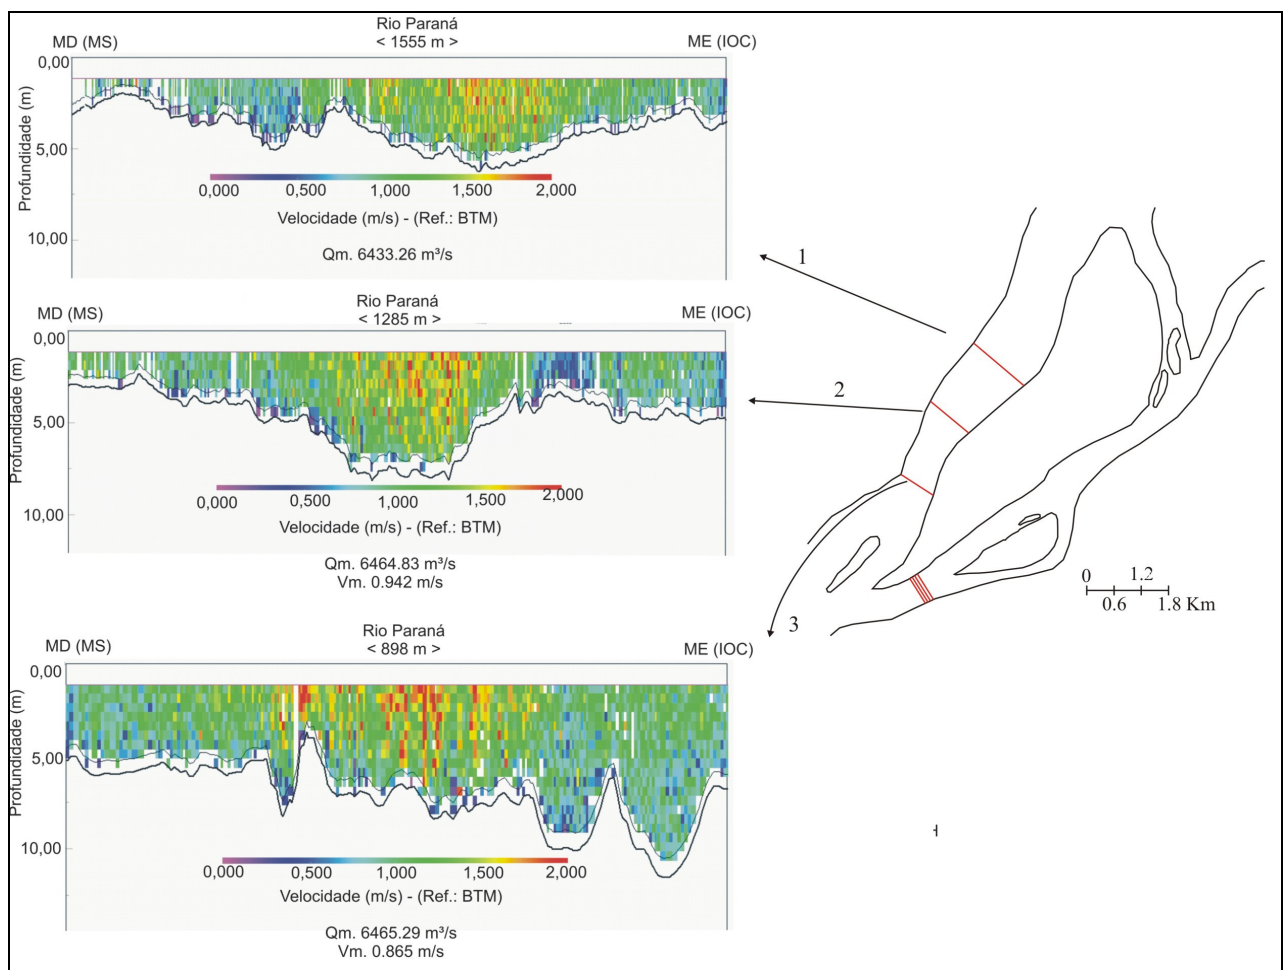 Rio Paraná
< 1555 m >
MD (MS)
ME (IOC)
0,00
5,00
10,00
Profundidade (m)
0,000 0,500 1,000 1,500 2,000
Velocidade (m/s) - (Ref.: BTM)
Qm. 6433.26 m³/s
Rio Paraná
< 1285 m >
MD (MS)
ME (IOC)
0,00
5,00
10,00
Profundidade (m)
0,000 0,500 1,000 1,500 2,000
Velocidade (m/s) - (Ref.: BTM)
Qm. 6464.83 m³/s
Vm. 0.942 m/s
Rio Paraná
< 898 m >
MD (MS)
ME (IOC)
0,00
5,00
10,00
Profundidade (m)
0,000 0,500 1,000 1,500 2,000
Velocidade (m/s) - (Ref.: BTM)
Qm. 6465.29 m³/s
Vm. 0.865 m/s
1
2
3
0 1.2
0.6 1.8 Km